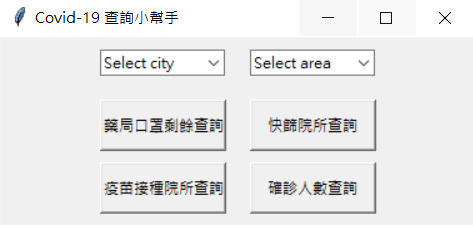 Covid-19 查詢小幫手
Select city Select area
藥局口罩剩餘查詢 快篩院所查詢
疫苗接種院所查詢 確診人數查詢